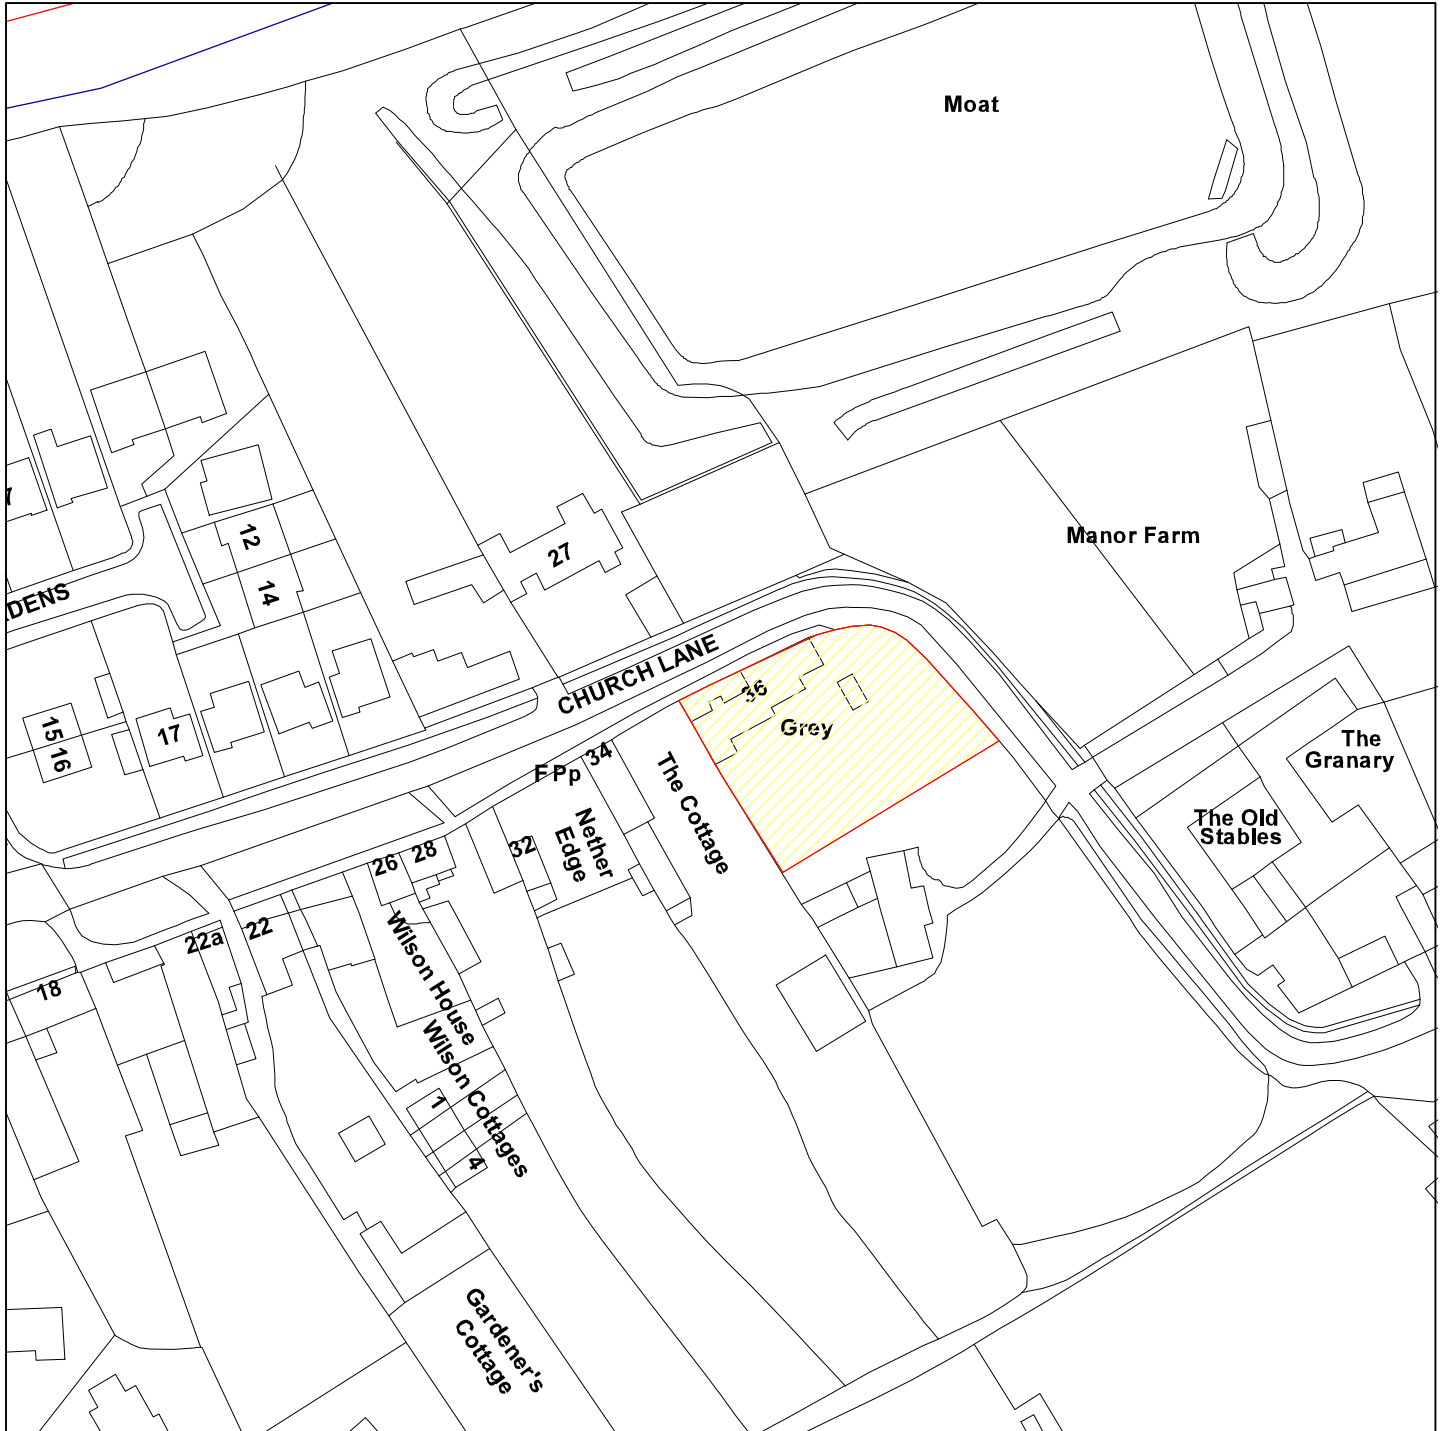 Moat
Manor Farm
27
12
14
DENS
CHURCH LANE
36
Grey
15
16
17
The
Granary
The Old
Stables
FPp
34
The Cottage
Nether
Edge
32
28
26
22
22a
18
Wilson House
Wilson Cottages
1
4
Gardener's
Cottage